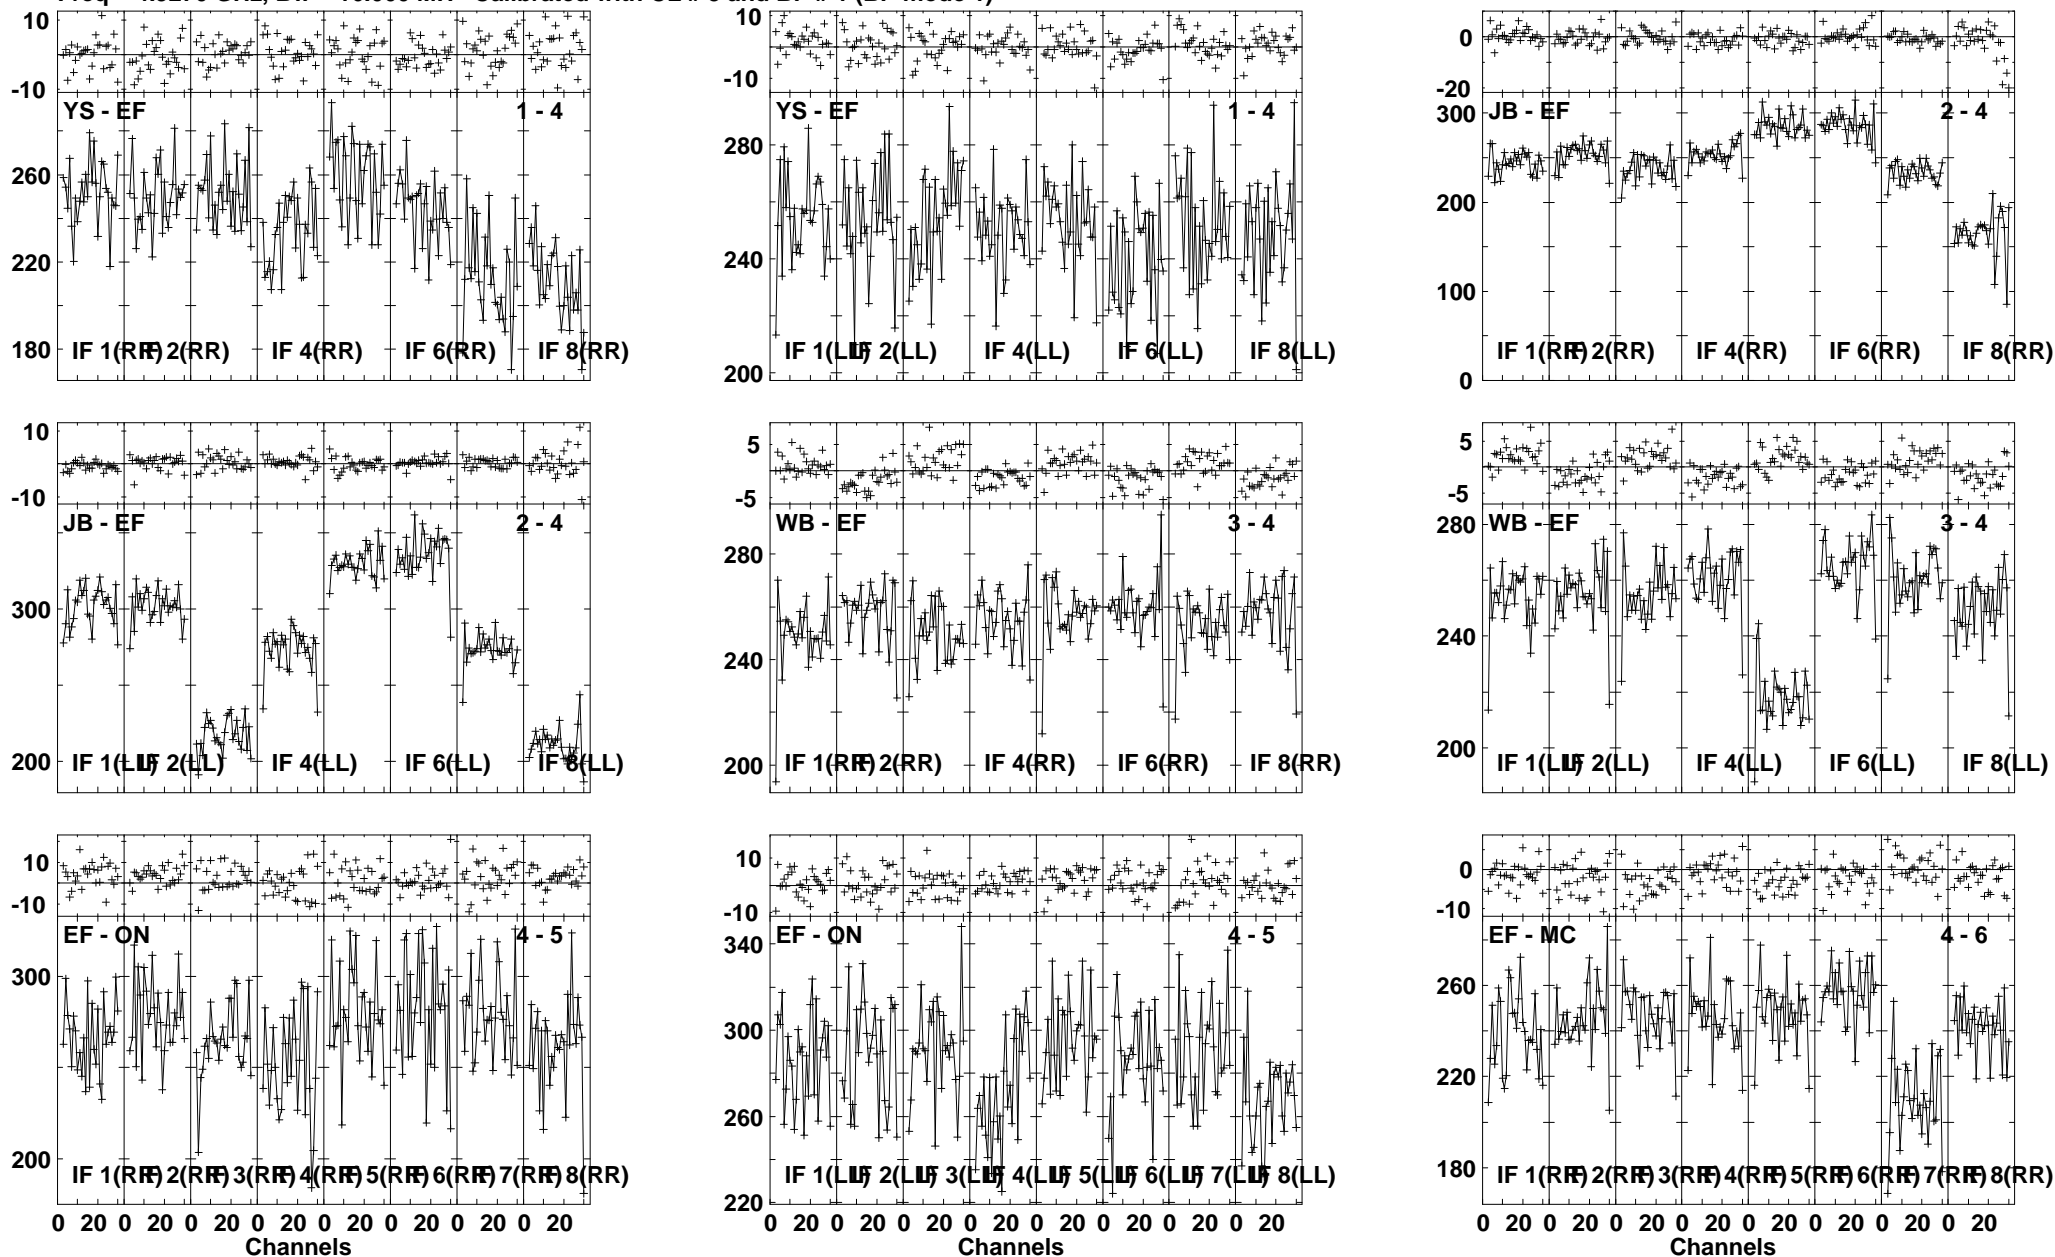 10
0
-10
YS - EF
1 - 4
260
220
180
IF 1(RR)
IF 2(RR)
IF 4(RR)
IF 6(RR)
IF 8(RR)
10
0
-10
YS - EF
1 - 4
280
240
200
IF 1(LL)
IF 2(LL)
IF 4(LL)
IF 6(LL)
IF 8(LL)
0
-20
JB - EF
2 - 4
300
200
100
0
IF 1(RR)
IF 2(RR)
IF 4(RR)
IF 6(RR)
IF 8(RR)
10
-10
JB - EF
2 - 4
300
200
IF 1(LL)
IF 2(LL)
IF 4(LL)
IF 6(LL)
IF 8(LL)
5
-5
WB - EF
3 - 4
280
240
200
IF 1(RR)
IF 2(RR)
IF 4(RR)
IF 6(RR)
IF 8(RR)
5
-5
WB - EF
3 - 4
280
240
200
IF 1(LL)
IF 2(LL)
IF 4(LL)
IF 6(LL)
IF 8(LL)
10
-10
EF - ON
4 - 5
300
200
IF 1(RR)
IF 2(RR)
IF 3(RR)
IF 4(RR)
IF 5(RR)
IF 6(RR)
IF 7(RR)
IF 8(RR)
0 20 0 20 0 20 0 20 0 20 0 20 0 20 0 20
Channels
10
-10
EF - ON
4 - 5
340
300
260
220
IF 1(LL)
IF 2(LL)
IF 3(LL)
IF 4(LL)
IF 5(LL)
IF 6(LL)
IF 7(LL)
IF 8(LL)
0 20 0 20 0 20 0 20 0 20 0 20 0 20 0 20
Channels
0
-10
EF - MC
4 - 6
260
220
180
IF 1(RR)
IF 2(RR)
IF 3(RR)
IF 4(RR)
IF 5(RR)
IF 6(RR)
IF 7(RR)
IF 8(RR)
0 20 0 20 0 20 0 20 0 20 0 20 0 20 0 20
Channels